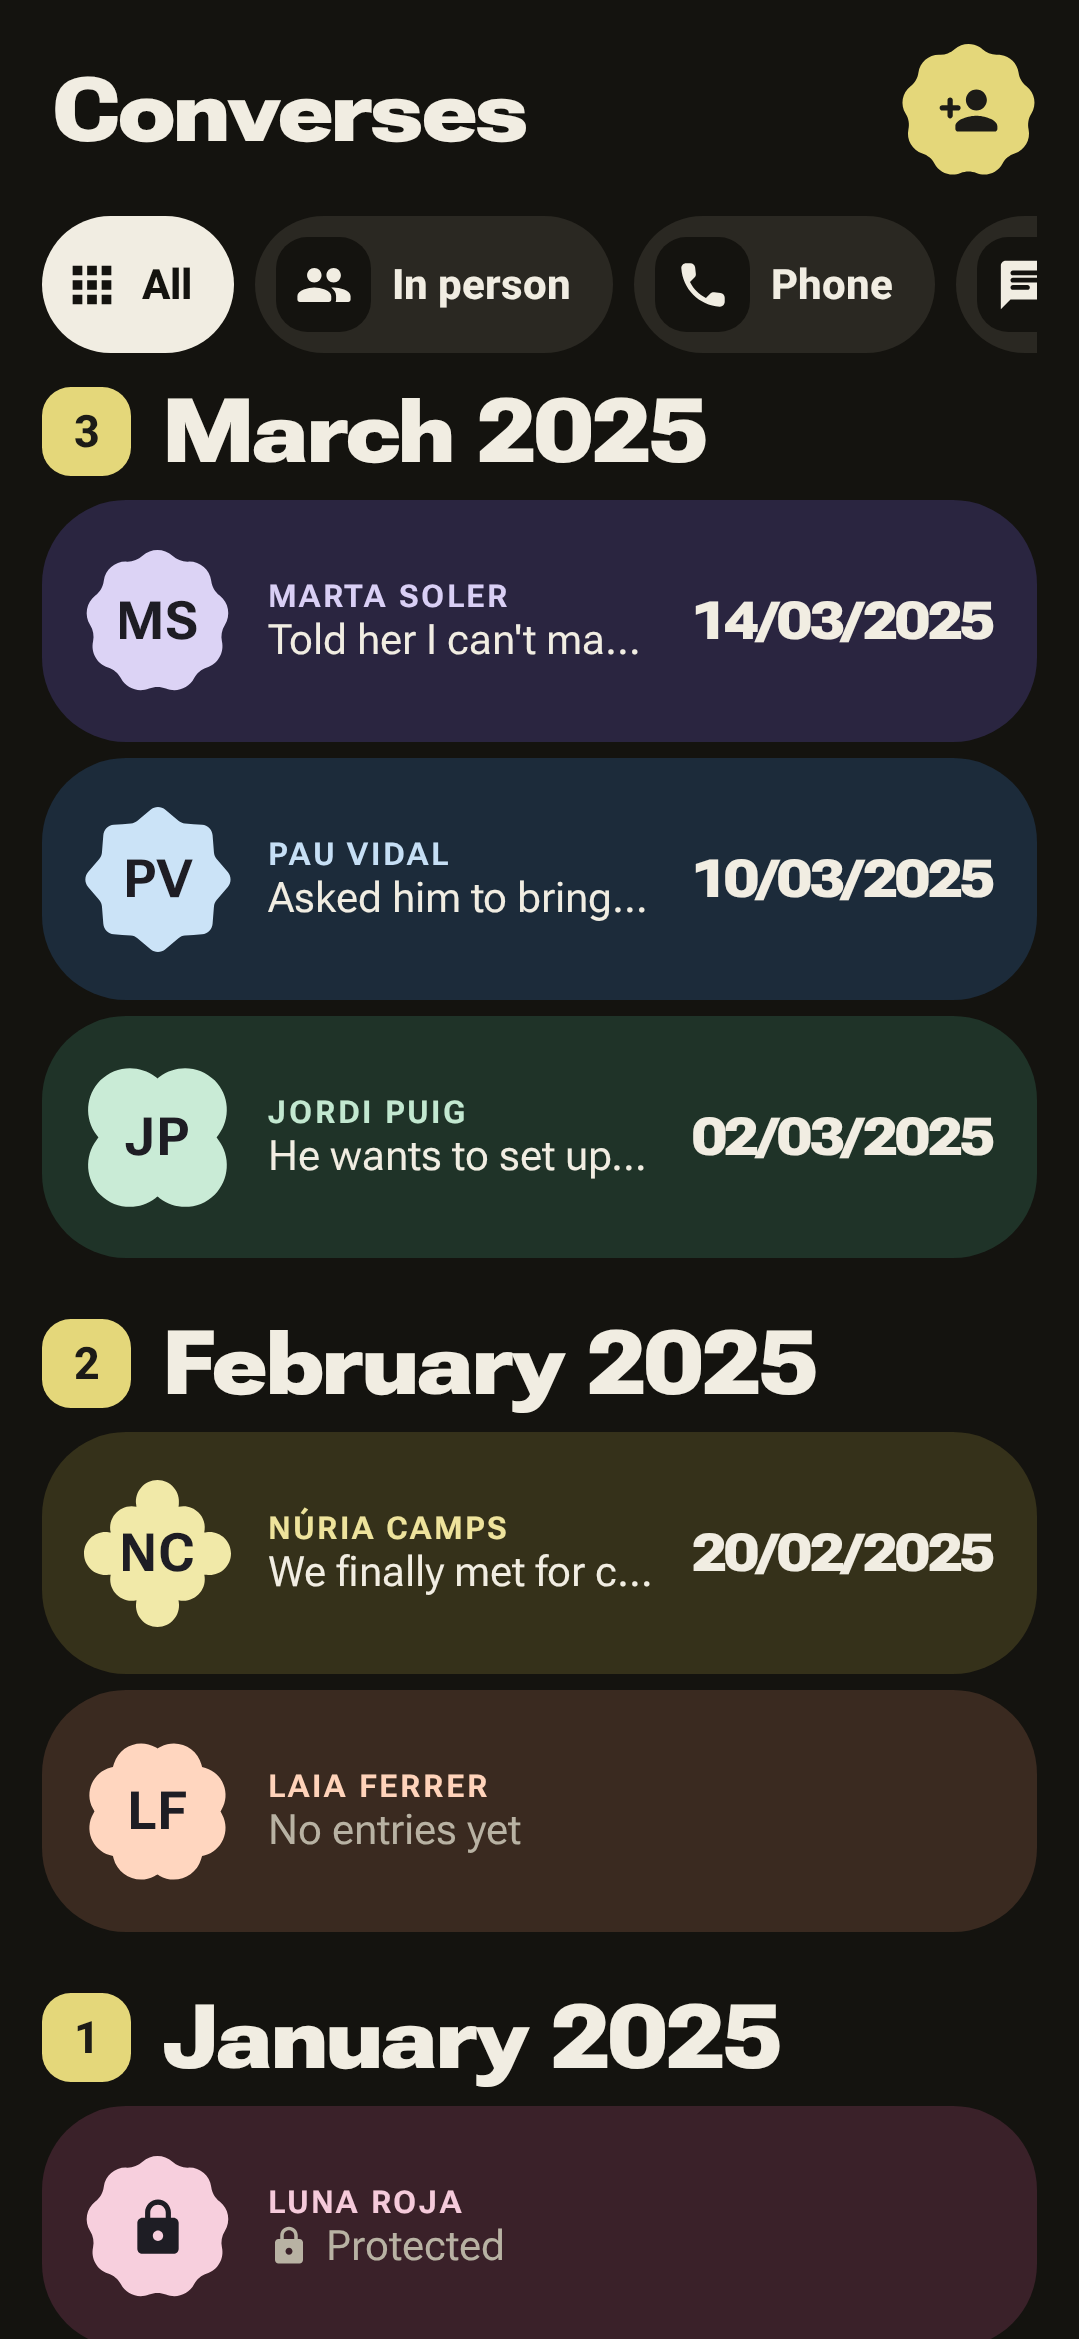 Converses
All
In person
Phone
3
March 2025
MS
MARTA SOLER
Told her I can't ma...
14/03/2025
PV
PAU VIDAL
Asked him to bring...
10/03/2025
JP
JORDI PUIG
He wants to set up...
02/03/2025
2
February 2025
NC
NÚRIA CAMPS
We finally met for c...
20/02/2025
LF
LAIA FERRER
No entries yet
1
January 2025
LUNA ROJA
Protected